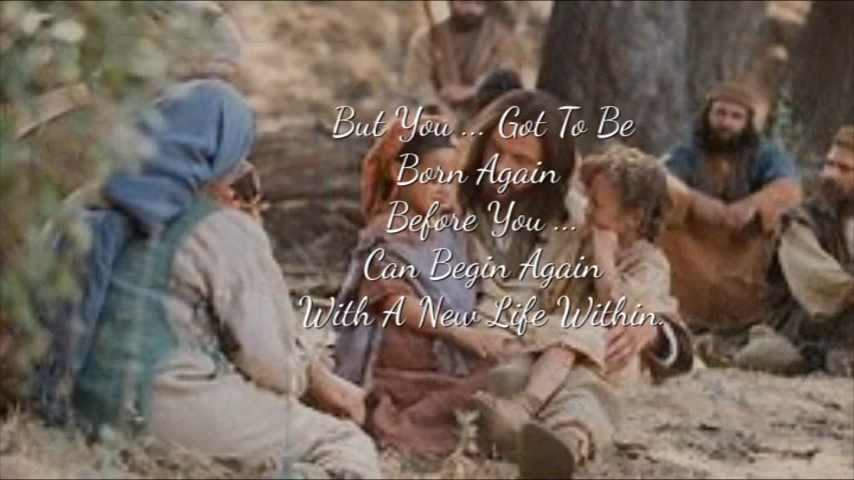 But You ... Got To Be
Born Again
Before You ...
Can Begin Again
With A New Life Within.